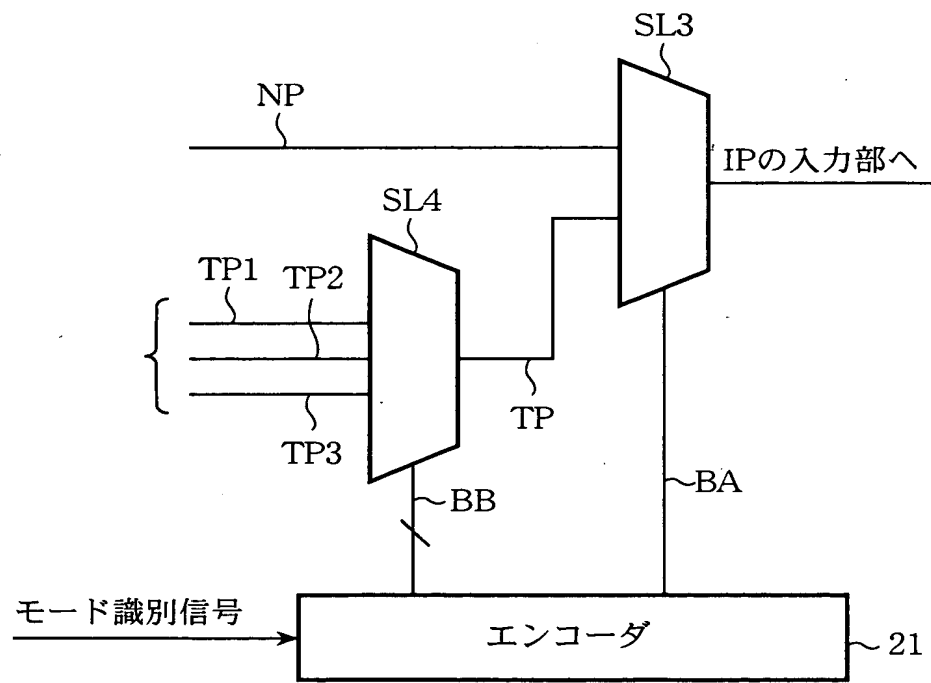 SL3
NP
IPの入力部へ
SL4
TP1
TP2
TP
TP3
BA
BB
モード識別信号
エンコーダ
21